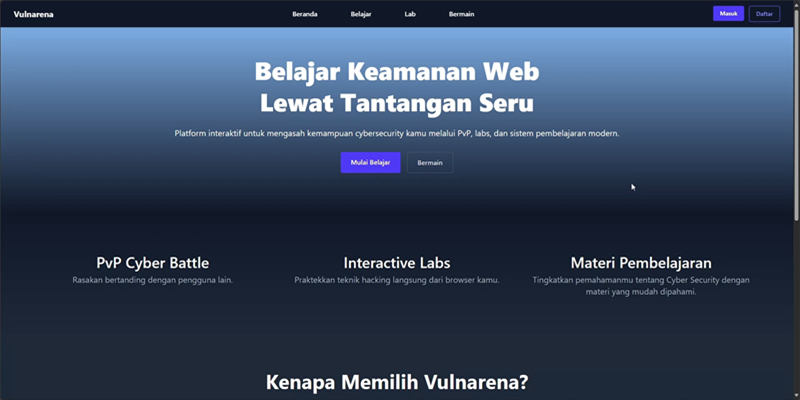 Vulnarena
Beranda
Belajar
Lab
Bermain
Masuk
Daftar
Belajar Keamanan Web
Lewat Tantangan Seru
Platform interaktif untuk mengasah kemampuan cybersecurity kamu melalui PvP, labs, dan sistem pembelajaran modern.
Mulai Belajar
Bermain
PvP Cyber Battle
Rasakan bertanding dengan pengguna lain.
Interactive Labs
Praktekkan teknik hacking langsung dari browser kamu.
Materi Pembelajaran
Tingkatkan pemahamanmu tentang Cyber Security dengan
materi yang mudah dipahami.
Kenapa Memilih Vulnarena?